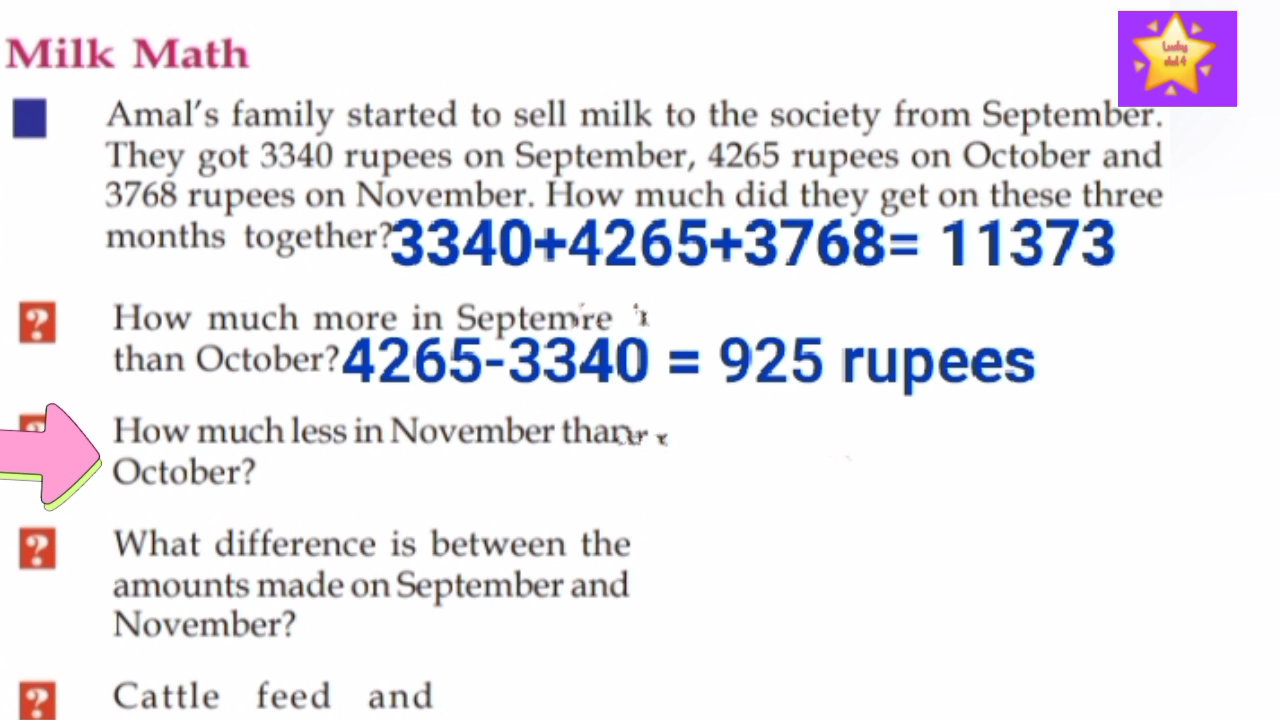 Milk Math
Lucky
Amal's family started to sell milk to the society from September.
They got 3340 rupees on September, 4265 rupees on October and
3768 rupees on November. How much did they get on these three
months together? 3340+4265+3768= 11373
? How much more in
than October? 4265-3340 = 925 rupees
How much less in November than
October?
? What difference is between the
amounts made on September and
November?
? Cattle feed and